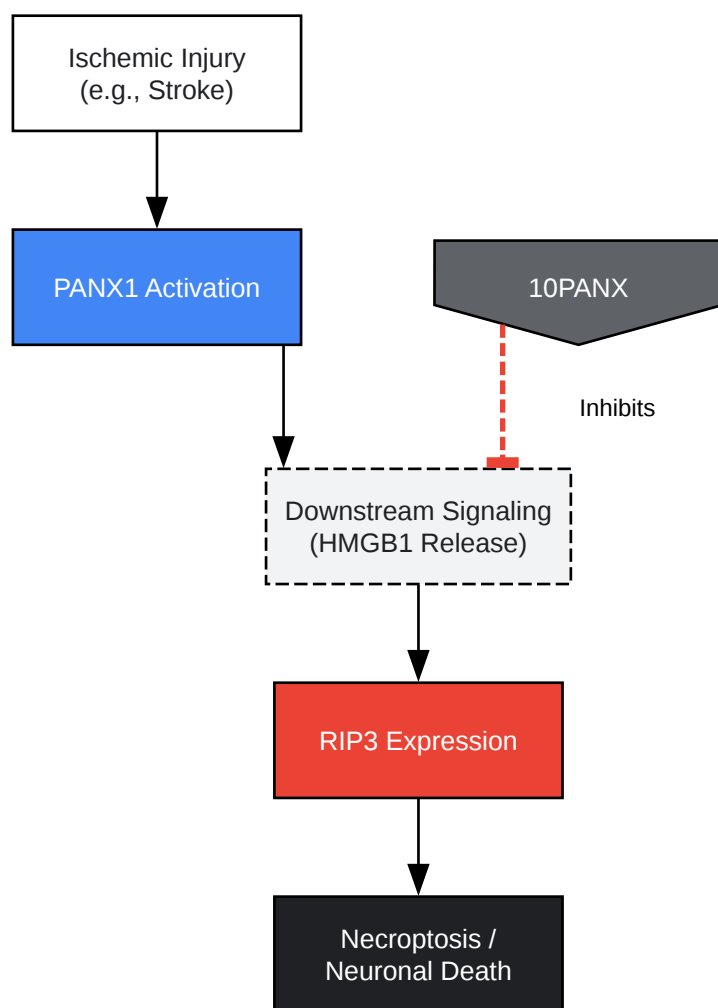 Ischemic Injury
(e.g., Stroke)
PANX1 Activation
10PANX
Inhibits
Downstream Signaling
(HMGB1 Release)
RIP3 Expression
Necroptosis /
Neuronal Death